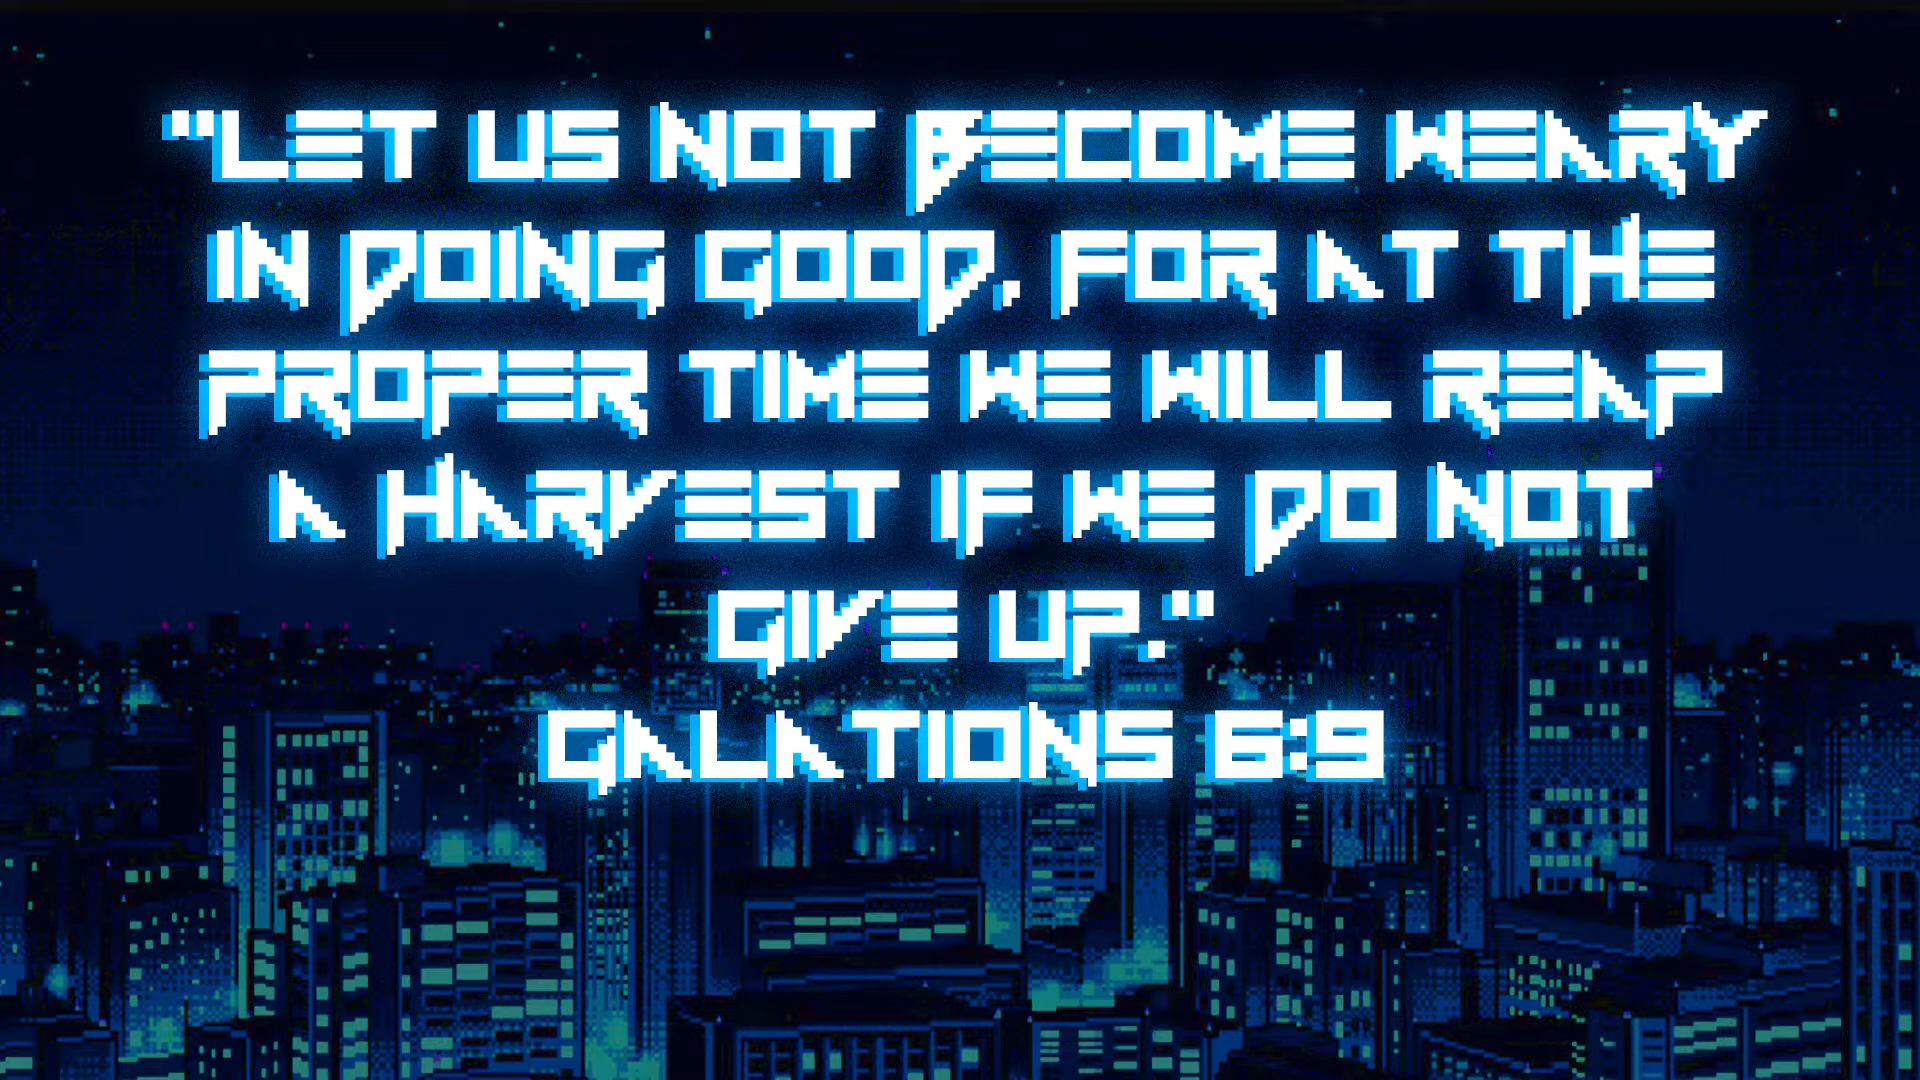 "LET US NOT BECOME WEARY
IN DOING GOOD, FOR AT THE
PROPER TIME WE WILL REAP
A HARVEST IF WE DO NOT
GIVE UP."
GALATIONS 6:9